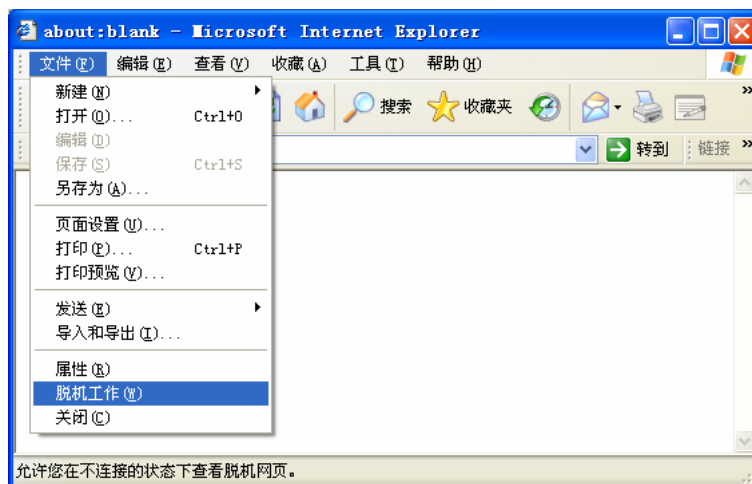 about:blank - Microsoft Internet Explorer
文件(F) 编辑(E) 查看(V) 收藏(A) 工具(T) 帮助(H)
搜索 收藏夹
转到 链接
新建(N)
打开(O)... Ctrl+O
编辑(D)
保存(S) Ctrl+S
另存为(A)...
页面设置(U)...
打印(P)... Ctrl+P
打印预览(V)...
发送(E)
导入和导出(I)...
属性(R)
脱机工作(W)
关闭(C)
允许您在不连接的状态下查看脱机网页。